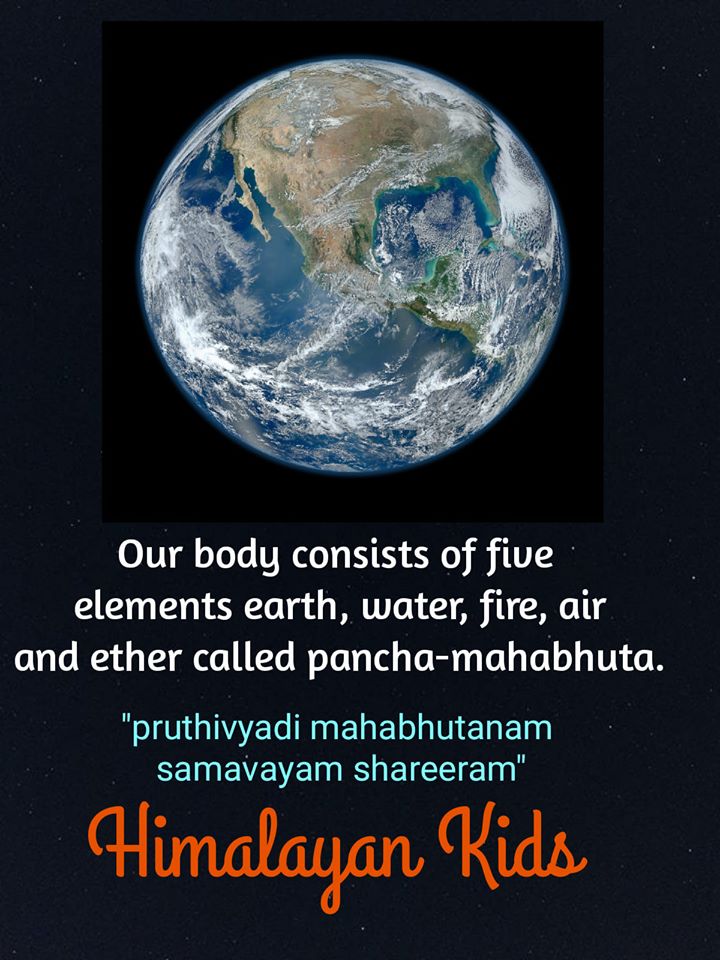 Our body consists of five
elements earth, water, fire, air
and ether called pancha-mahabhuta.
"pruthivyadi mahabhutanam
samavayam shareeram"
Himalayan Kids